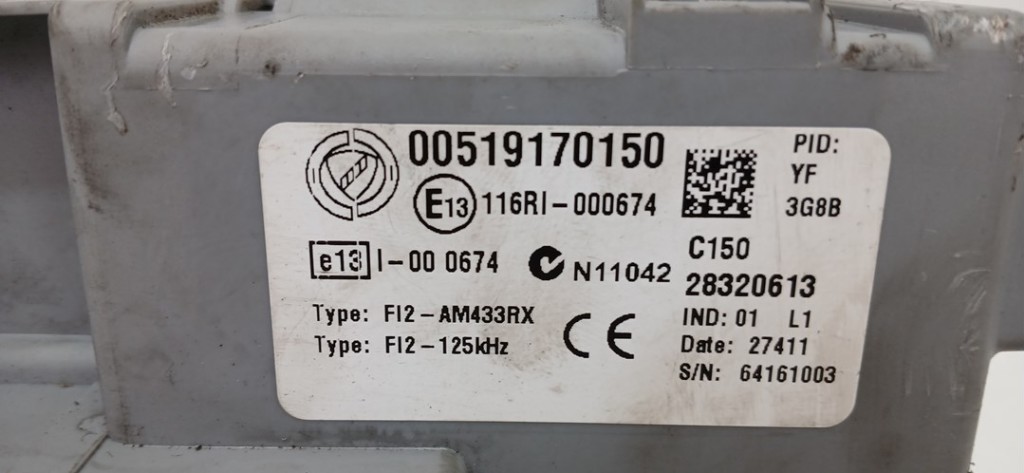 00519170150
E13 116RI-000674
e13 I-00 0674
N11042
Type: FI2-AM433RX
Type: FI2-125kHz
CE
PID:
YF
3G8B
C150
28320613
IND: 01 L1
Date: 27411
S/N: 64161003